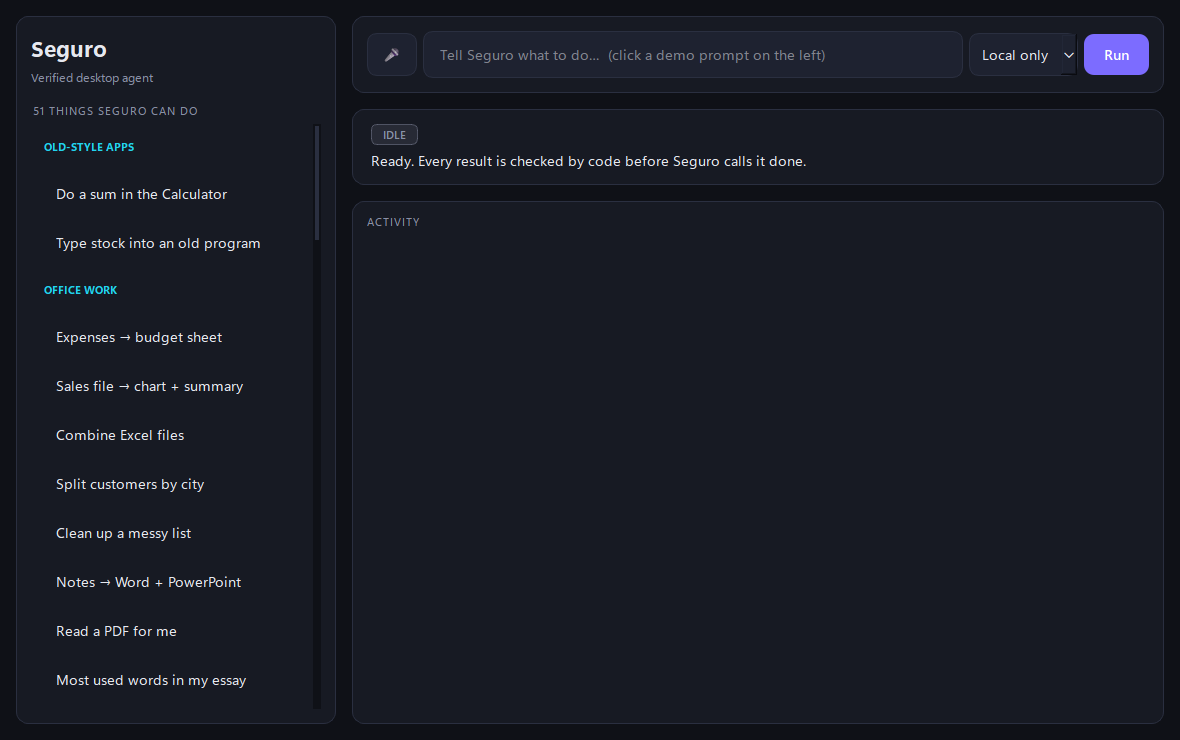 Seguro
Verified desktop agent
51 THINGS SEGURO CAN DO
OLD-STYLE APPS
Do a sum in the Calculator
Type stock into an old program
OFFICE WORK
Expenses → budget sheet
Sales file → chart + summary
Combine Excel files
Split customers by city
Clean up a messy list
Notes → Word + PowerPoint
Read a PDF for me
Most used words in my essay
Tell Seguro what to do... (click a demo prompt on the left)
Local only
Run
IDLE
Ready. Every result is checked by code before Seguro calls it done.
ACTIVITY